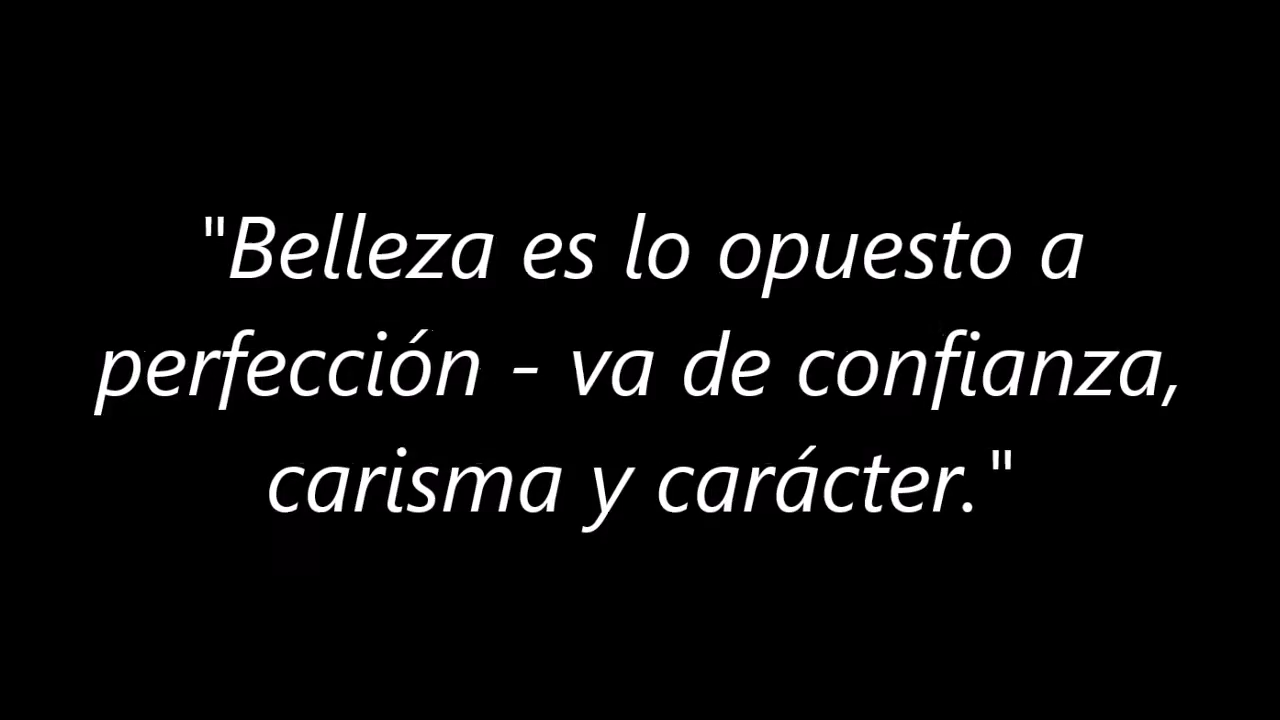 "Belleza es lo opuesto a
perfección - va de confianza,
carisma y carácter."